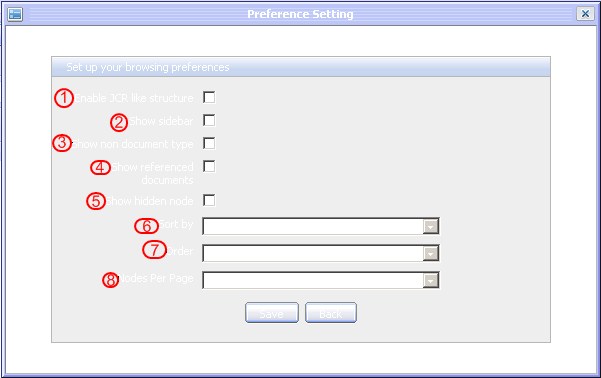 Preference Setting
Set up your browsing preferences
1 Enable JCR like structure
2 Show sidebar
3 Show non document type
4 Show referenced
documents
5 Show hidden node
6 Sort by
7 Order
8 Nodes Per Page
Save Back